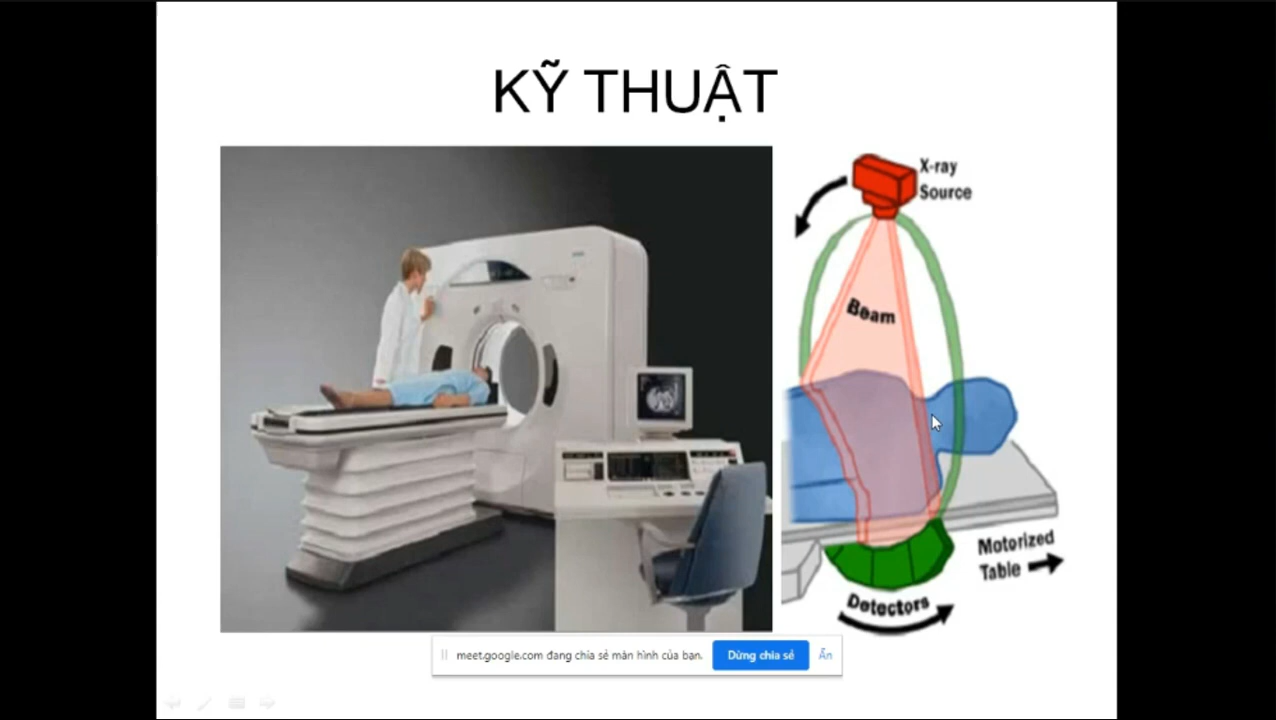 KỸ THUẬT
X-ray
Source
Beam
Motorized
Table
Detectors
meet.google.com đang chia sẻ màn hình của bạn.
Dừng chia sẻ
Ẩn